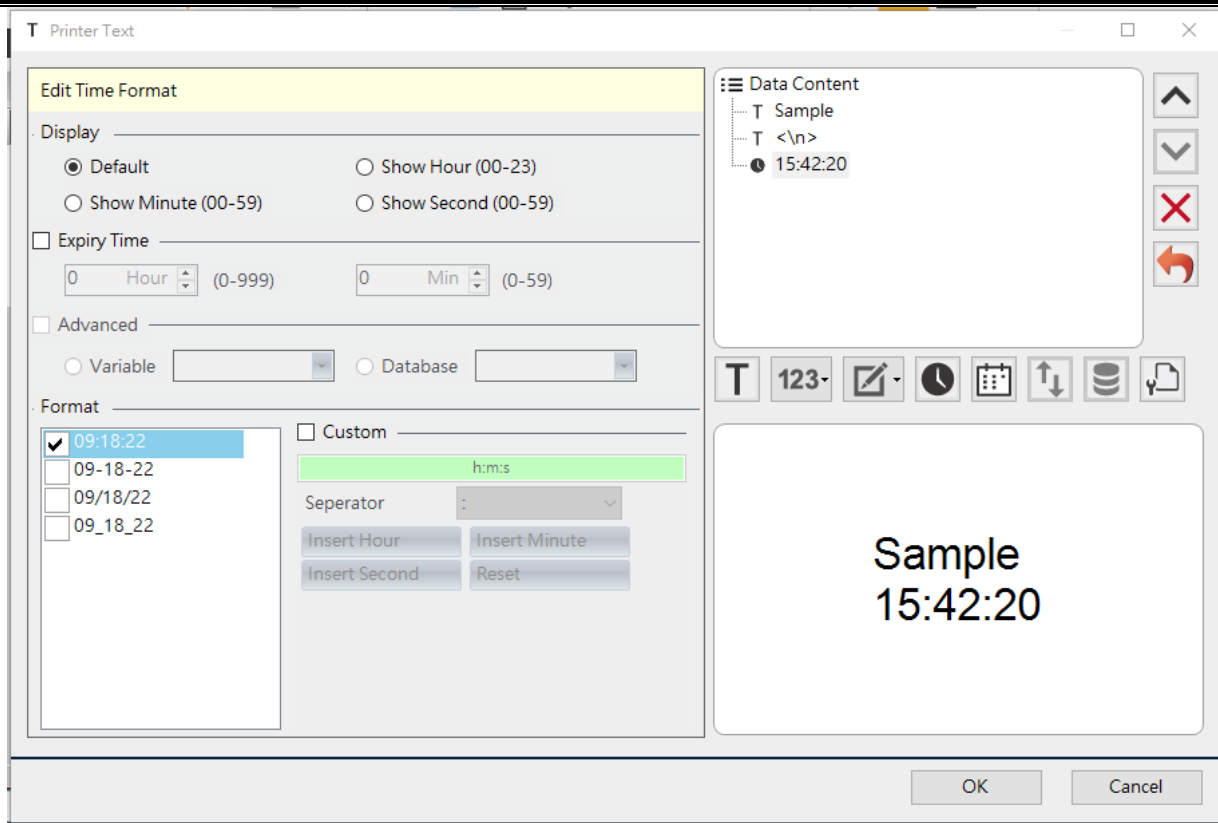 T Printer Text
Edit Time Format
Display
Default
Show Hour (00-23)
Show Minute (00-59)
Show Second (00-59)
Expiry Time
0 Hour (0-999)
0 Min (0-59)
Advanced
Variable
Database
Format
09:18:22
09-18-22
09/18/22
09_18_22
Custom
h:m:s
Seperator :
Insert Hour
Insert Minute
Insert Second
Reset
Data Content
T Sample
T <\n>
15:42:20
T
123
Sample
15:42:20
OK
Cancel